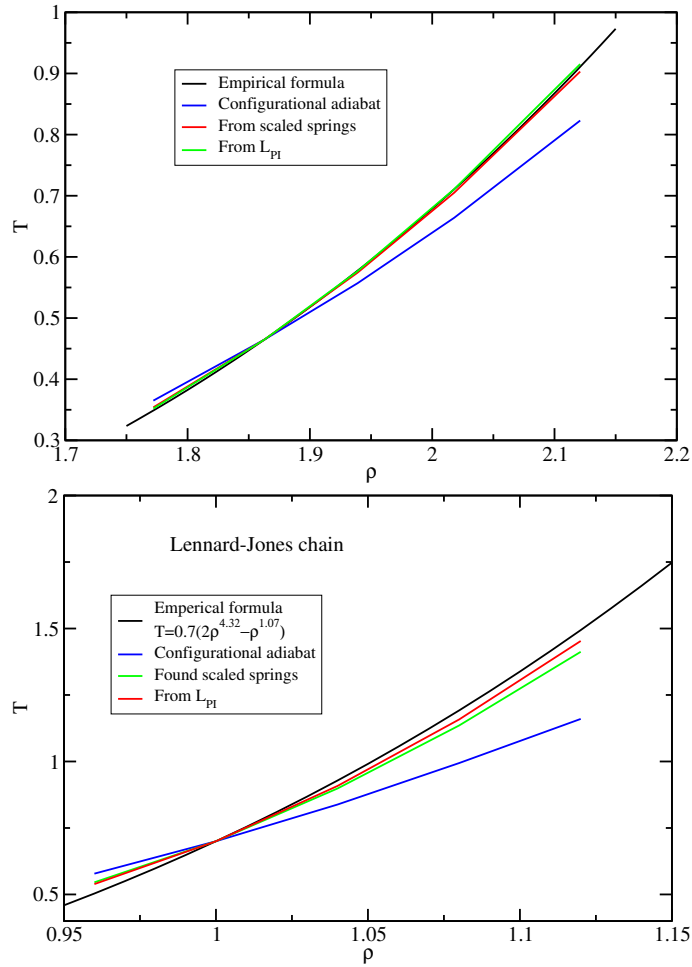 1
0.9
0.8
0.7
0.6
0.5
0.4
0.3
T
Empirical formula
Configurational adiabat
From scaled springs
From L_PI
1.7 1.8 1.9 2 2.1 2.2
ρ
2
1.5
1
0.5
T
Lennard-Jones chain
Emperical formula
T=0.7(2ρ^4.32−ρ^1.07)
Configurational adiabat
Found scaled springs
From L_PI
0.95 1 1.05 1.1 1.15
ρ